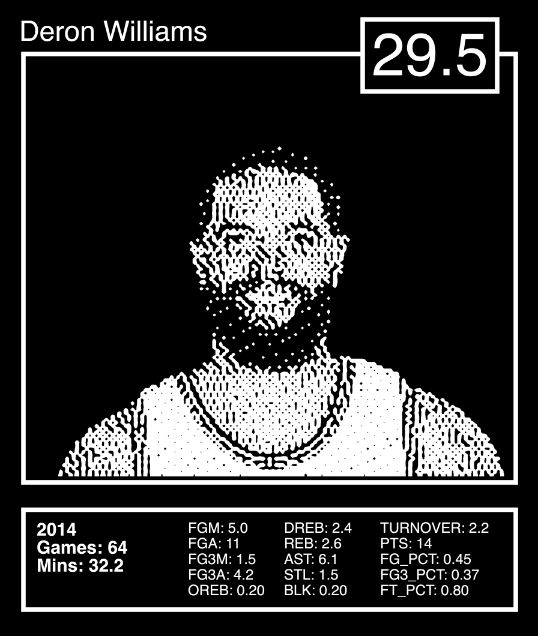 Deron Williams
29.5
2014
Games: 64
Mins: 32.2
FGM: 5.0
FGA: 11
FG3M: 1.5
FG3A: 4.2
OREB: 0.20
DREB: 2.4
REB: 2.6
AST: 6.1
STL: 1.5
BLK: 0.20
TURNOVER: 2.2
PTS: 14
FG_PCT: 0.45
FG3_PCT: 0.37
FT_PCT: 0.80